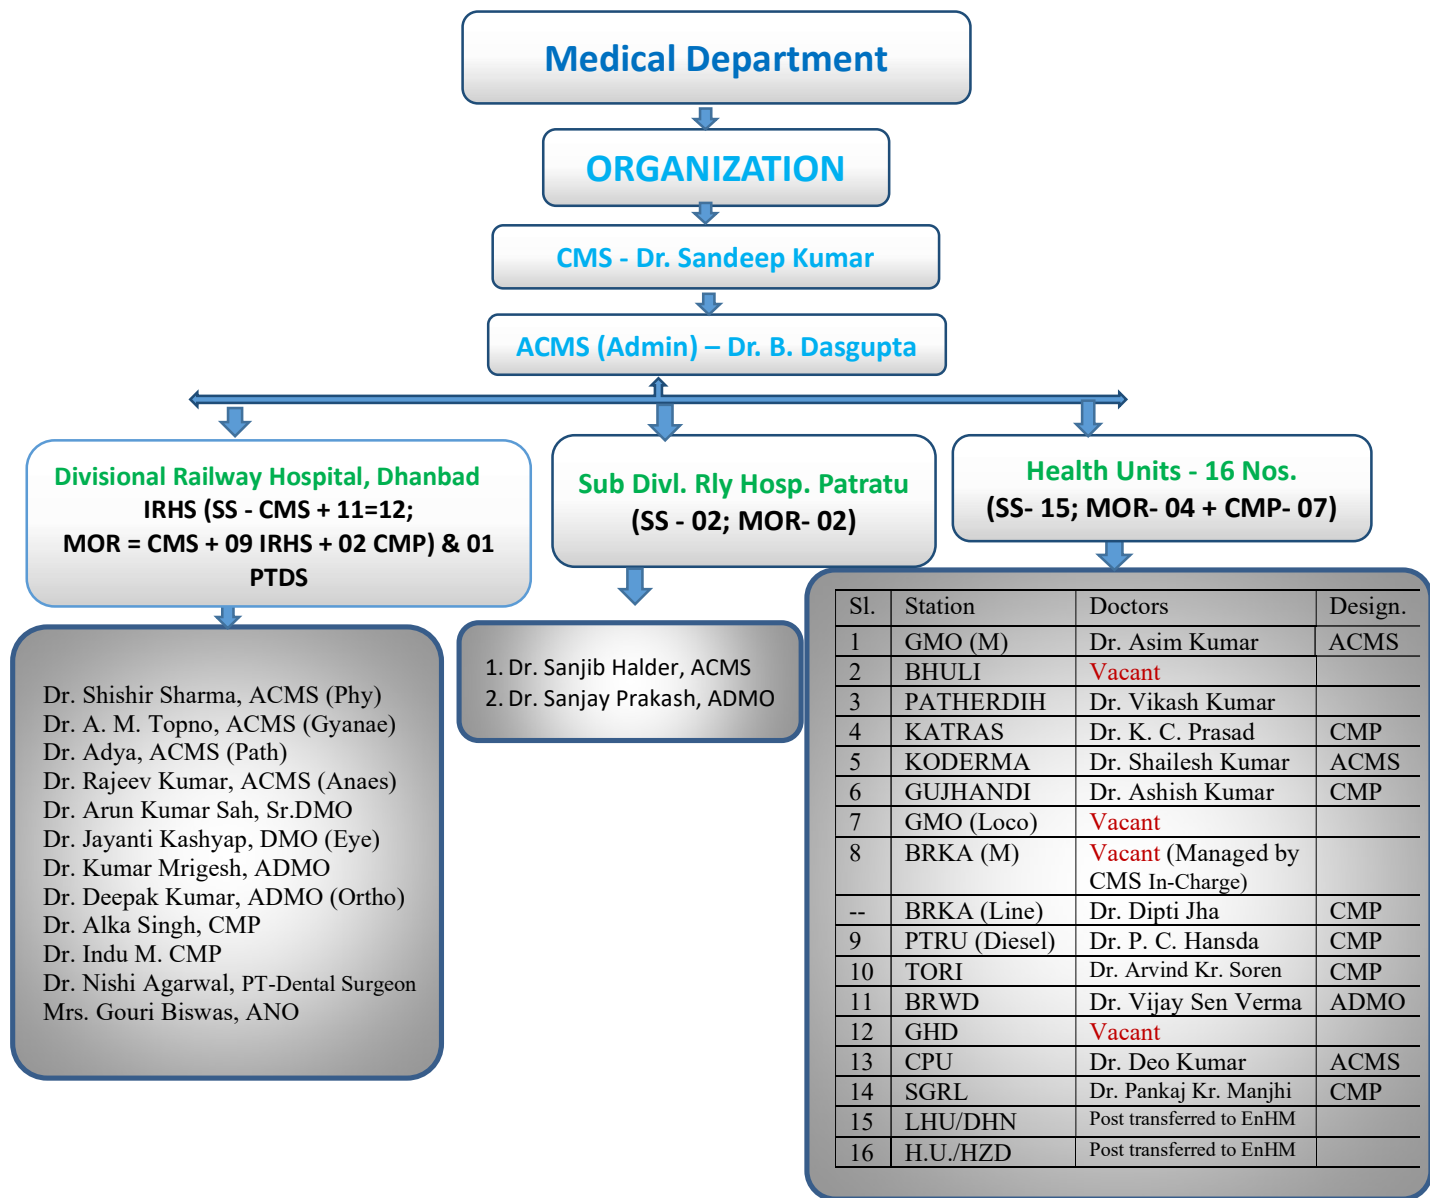 Medical Department
ORGANIZATION
CMS - Dr. Sandeep Kumar
ACMS (Admin) – Dr. B. Dasgupta
Divisional Railway Hospital, Dhanbad
IRHS (SS - CMS + 11=12;
MOR = CMS + 09 IRHS + 02 CMP) & 01
PTDS
Sub Divl. Rly Hosp. Patratu
(SS - 02; MOR- 02)
Health Units - 16 Nos.
(SS- 15; MOR- 04 + CMP- 07)
Dr. Shishir Sharma, ACMS (Phy)
Dr. A. M. Topno, ACMS (Gyanae)
Dr. Adya, ACMS (Path)
Dr. Rajeev Kumar, ACMS (Anaes)
Dr. Arun Kumar Sah, Sr.DMO
Dr. Jayanti Kashyap, DMO (Eye)
Dr. Kumar Mrigesh, ADMO
Dr. Deepak Kumar, ADMO (Ortho)
Dr. Alka Singh, CMP
Dr. Indu M. CMP
Dr. Nishi Agarwal, PT-Dental Surgeon
Mrs. Gouri Biswas, ANO
1. Dr. Sanjib Halder, ACMS
2. Dr. Sanjay Prakash, ADMO
Sl. Station Doctors Design.
1 GMO (M) Dr. Asim Kumar ACMS
2 BHULI Vacant
3 PATHERDIH Dr. Vikash Kumar
4 KATRAS Dr. K. C. Prasad CMP
5 KODERMA Dr. Shailesh Kumar ACMS
6 GUJHANDI Dr. Ashish Kumar CMP
7 GMO (Loco) Vacant
8 BRKA (M) Vacant (Managed by
CMS In-Charge)
-- BRKA (Line) Dr. Dipti Jha CMP
9 PTRU (Diesel) Dr. P. C. Hansda CMP
10 TORI Dr. Arvind Kr. Soren CMP
11 BRWD Dr. Vijay Sen Verma ADMO
12 GHD Vacant
13 CPU Dr. Deo Kumar ACMS
14 SGRL Dr. Pankaj Kr. Manjhi CMP
15 LHU/DHN Post transferred to EnHM
16 H.U./HZD Post transferred to EnHM